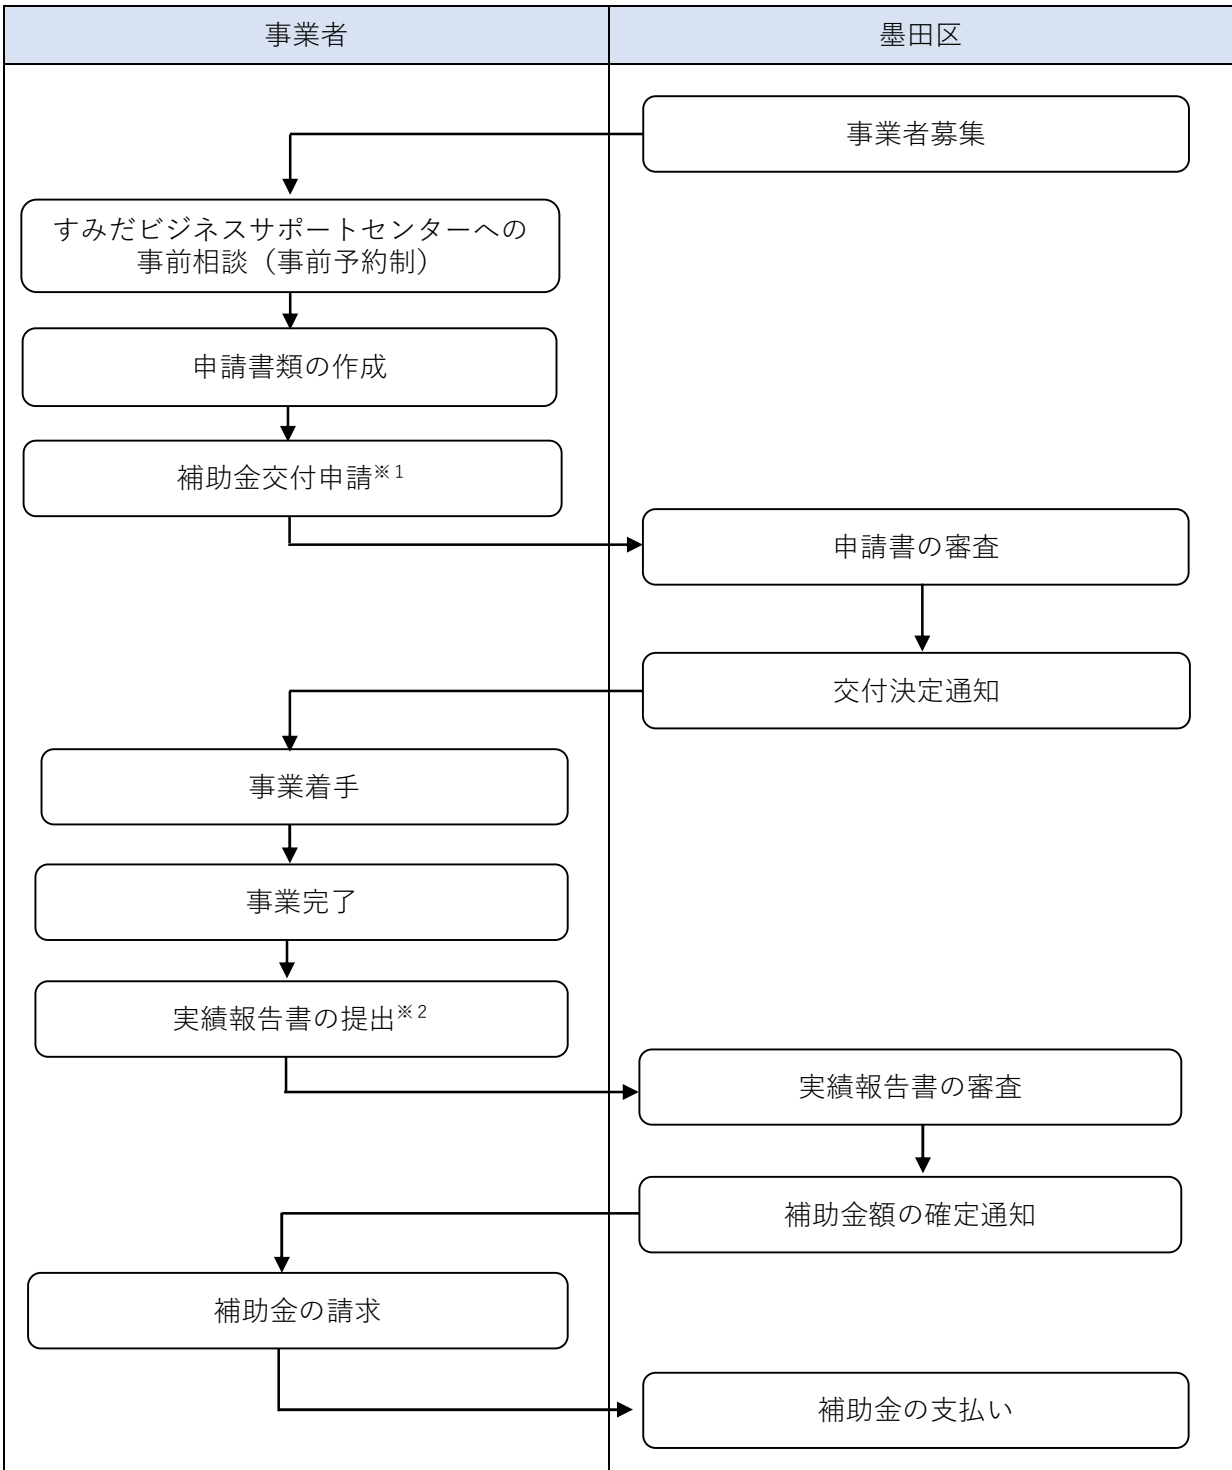 事業者
墨田区
事業者募集
すみだビジネスサポートセンターへの
事前相談（事前予約制）
申請書類の作成
補助金交付申請※1
申請書の審査
交付決定通知
事業着手
事業完了
実績報告書の提出※2
実績報告書の審査
補助金額の確定通知
補助金の請求
補助金の支払い